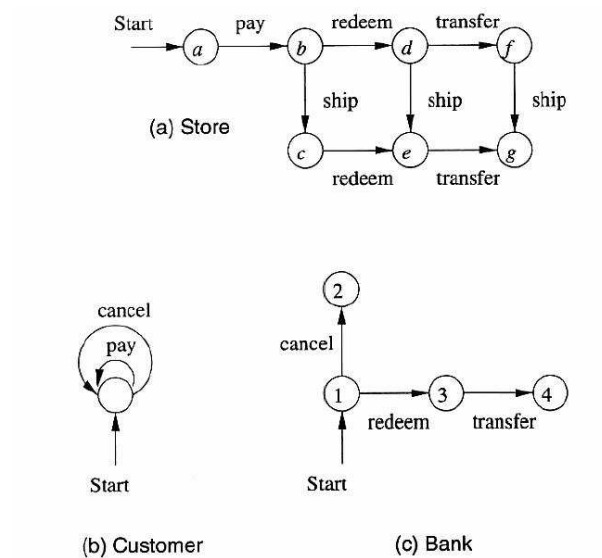 Start pay redeem transfer
a b d f
ship ship ship
(a) Store
c e g
redeem transfer
2
cancel
pay
cancel
1 3 4
redeem transfer
Start Start
(b) Customer (c) Bank